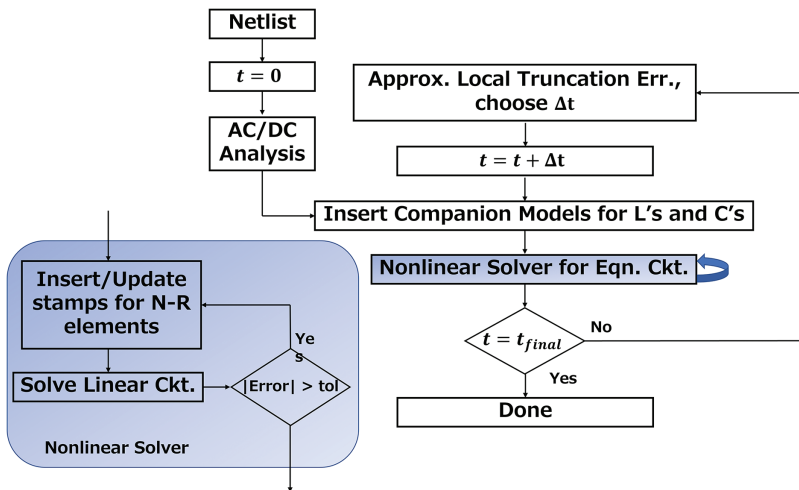 Netlist
t = 0
AC/DC
Analysis
Approx. Local Truncation Err.,
choose Δt
t = t + Δt
Insert Companion Models for L's and C's
Nonlinear Solver for Eqn. Ckt.
t = t_final
No
Yes
Done
Insert/Update
stamps for N-R
elements
Solve Linear Ckt.
|Error| > tol
Ye
s
Nonlinear Solver